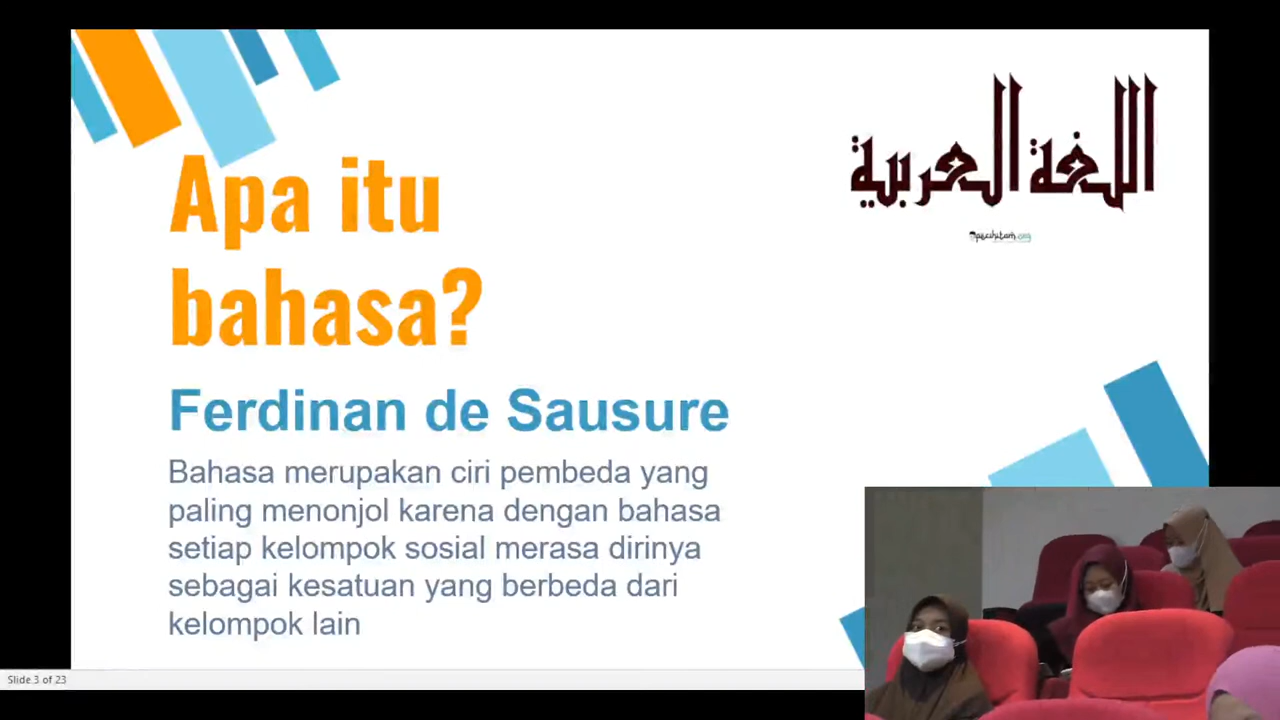 Apa itu
bahasa?
اللغة العربية
Ferdinan de Sausure
Bahasa merupakan ciri pembeda yang
paling menonjol karena dengan bahasa
setiap kelompok sosial merasa dirinya
sebagai kesatuan yang berbeda dari
kelompok lain
Slide 3 of 23